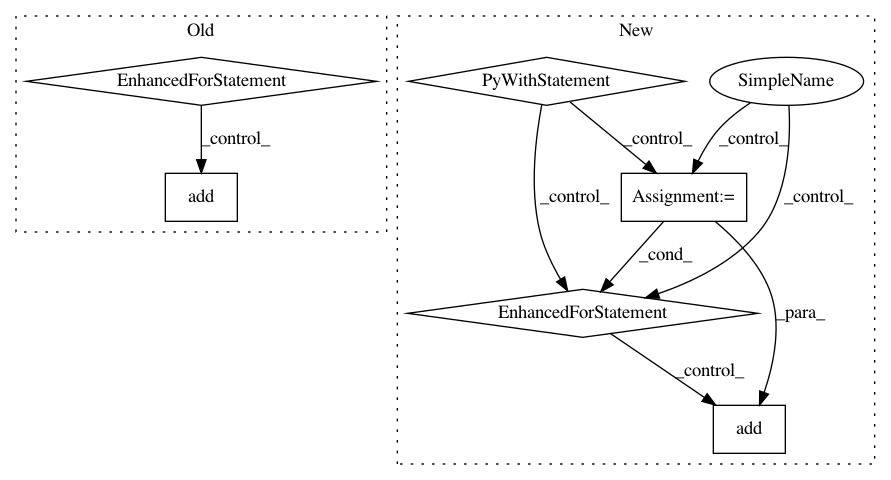 Old
New
EnhancedForStatement
PyWithStatement
SimpleName
_control_
_control_
_control_
add
Assignment:=
_control_
_control_
_cond_
EnhancedForStatement
_para_
_control_
add